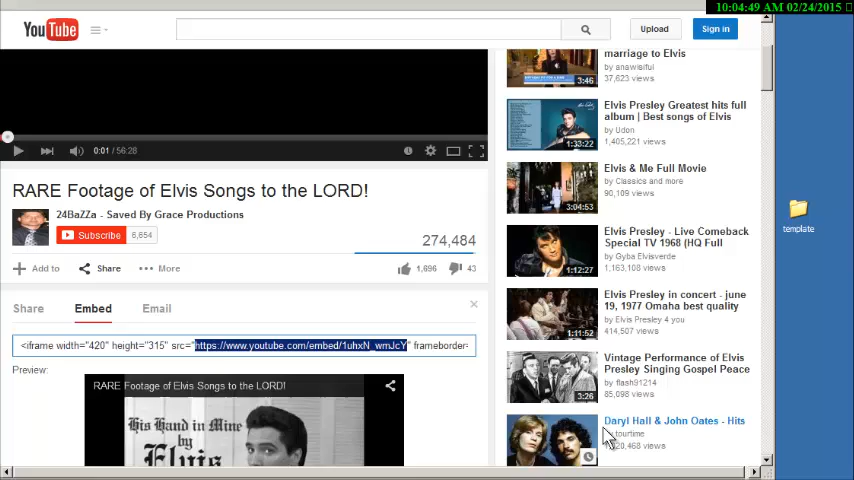 10:04:49 AM 02/24/2015
YouTube
Upload
Sign in
0:01 / 56:28
RARE Footage of Elvis Songs to the LORD!
24BaZZa - Saved By Grace Productions
Subscribe 6,654
274,484
Add to
Share
More
1,696
43
Share
Embed
Email
<iframe width="420" height="315" src="https://www.youtube.com/embed/1uhxN_wmJcY" frameborder=
Preview:
RARE Footage of Elvis Songs to the LORD!
His Hand in Mine
by
Elvis
marriage to Elvis
by anawisiful
37,623 views
3:46
Elvis Presley Greatest hits full
album | Best songs of Elvis
by Udon
1,405,221 views
1:33:22
Elvis & Me Full Movie
by Classics and more
90,109 views
3:04:53
Elvis Presley - Live Comeback
Special TV 1968 (HQ Full
by Gyba Elvisverde
1,163,108 views
1:12:27
Elvis Presley in concert - june
19, 1977 Omaha best quality
by Elvis Presley 4 you
414,507 views
1:11:52
Vintage Performance of Elvis
Presley Singing Gospel Peace
by flash91214
85,098 views
3:26
Daryl Hall & John Oates - Hits
tourtime
20,468 views
template